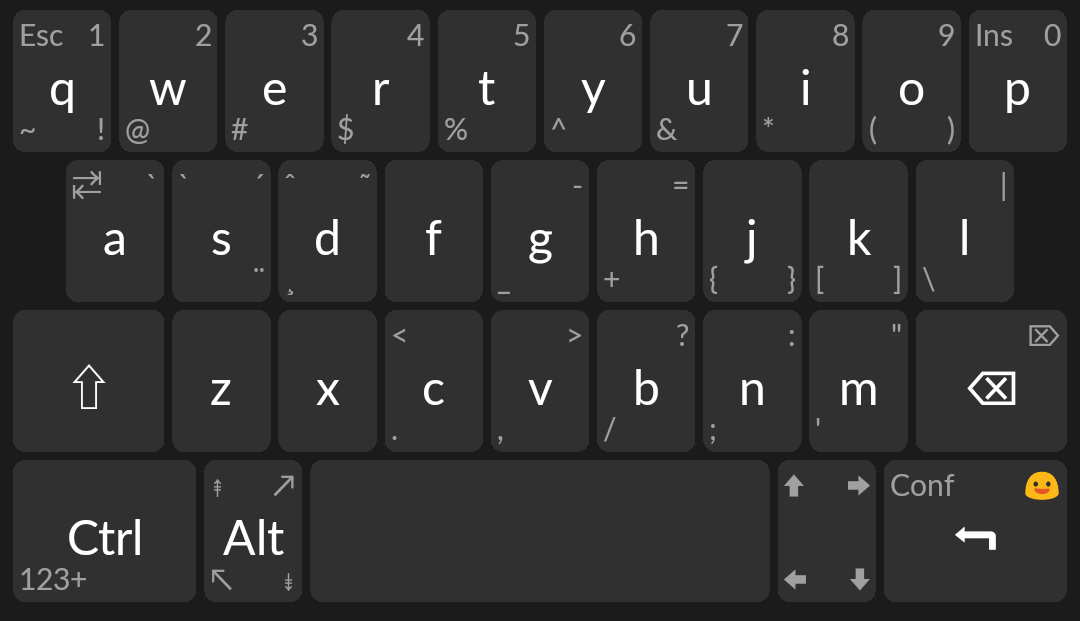 Esc 1 2 3 4 5 6 7 8 9 Ins 0
q w e r t y u i o p
~ ! @ # $ % ^ & * ( )
` ` ´ ˆ ˜ - = |
a s d f g h j k l
¨ ¸ _ + { } [ ] \
< > ? : "
z x c v b n m
. , / ; '
Conf
Ctrl Alt
123+